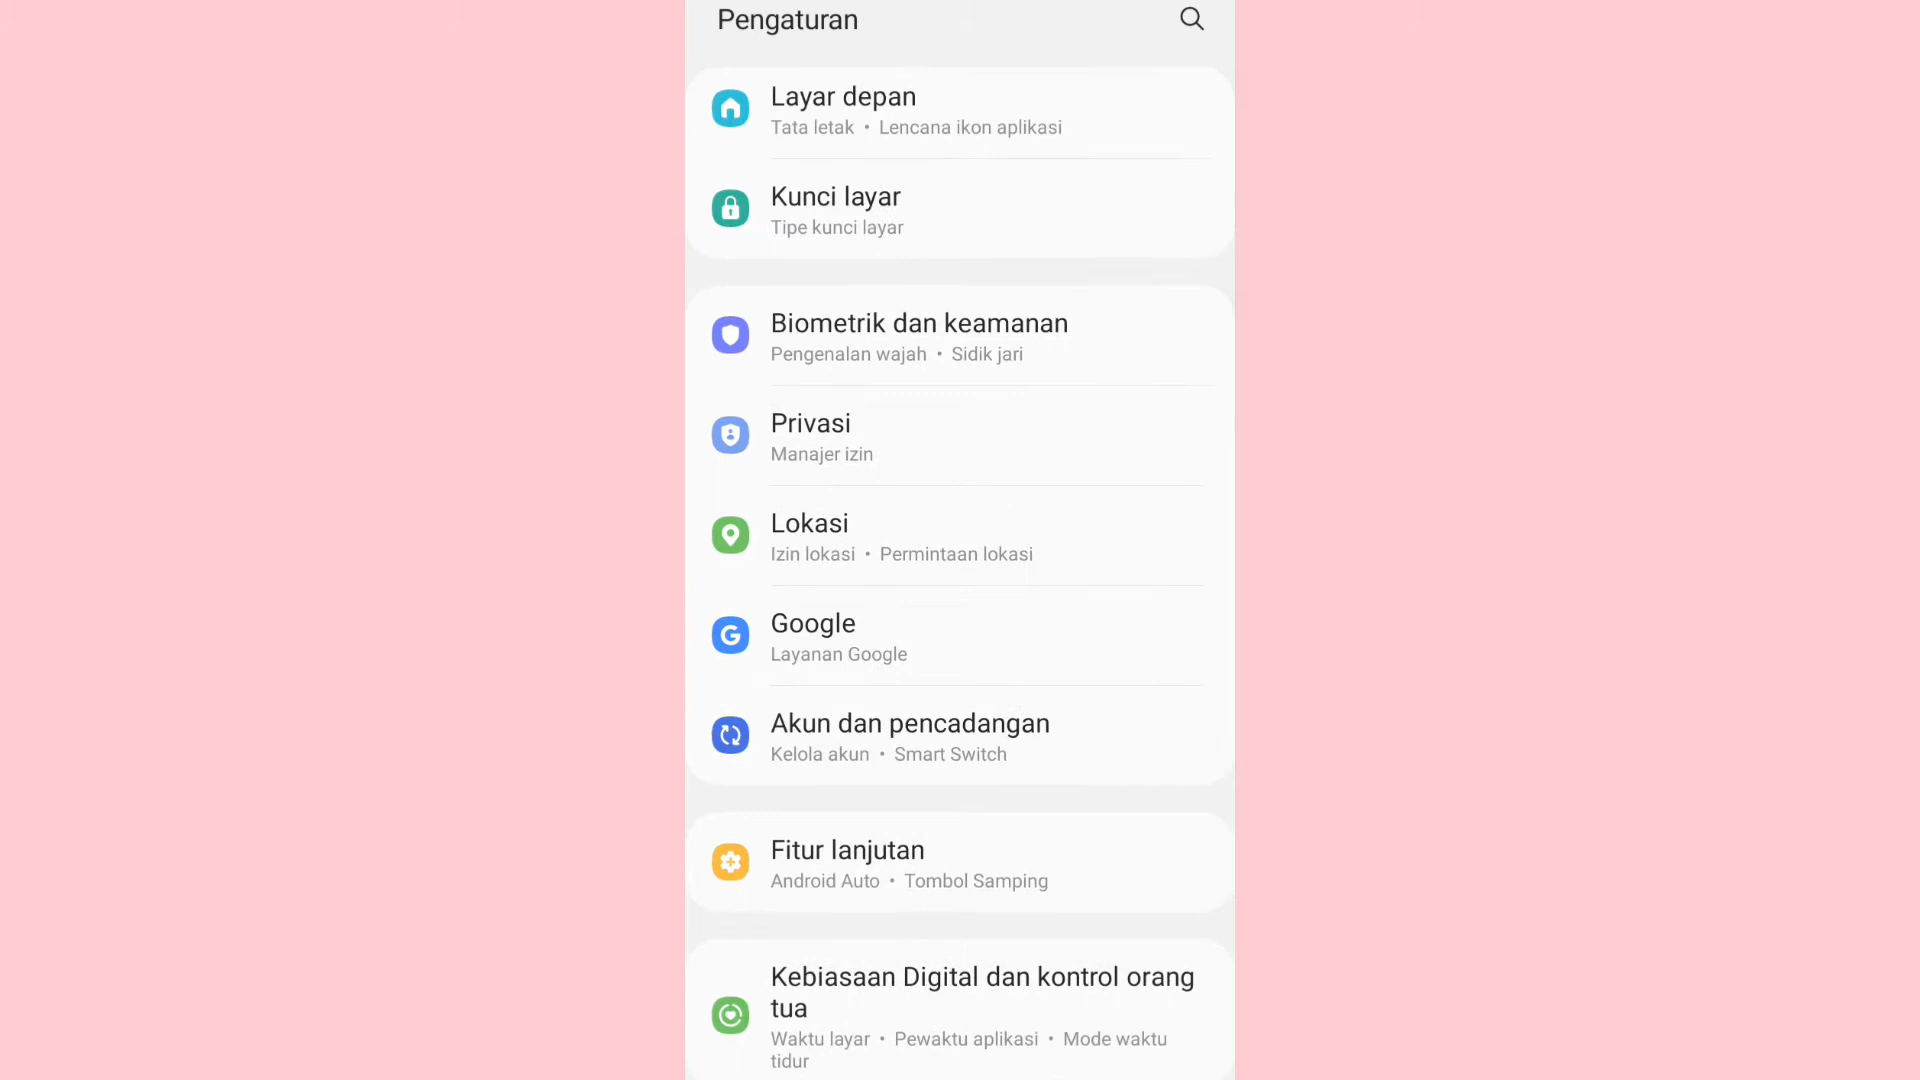 Pengaturan
Layar depan
Tata letak • Lencana ikon aplikasi
Kunci layar
Tipe kunci layar
Biometrik dan keamanan
Pengenalan wajah • Sidik jari
Privasi
Manajer izin
Lokasi
Izin lokasi • Permintaan lokasi
Google
Layanan Google
Akun dan pencadangan
Kelola akun • Smart Switch
Fitur lanjutan
Android Auto • Tombol Samping
Kebiasaan Digital dan kontrol orang
tua
Waktu layar • Pewaktu aplikasi • Mode waktu
tidur